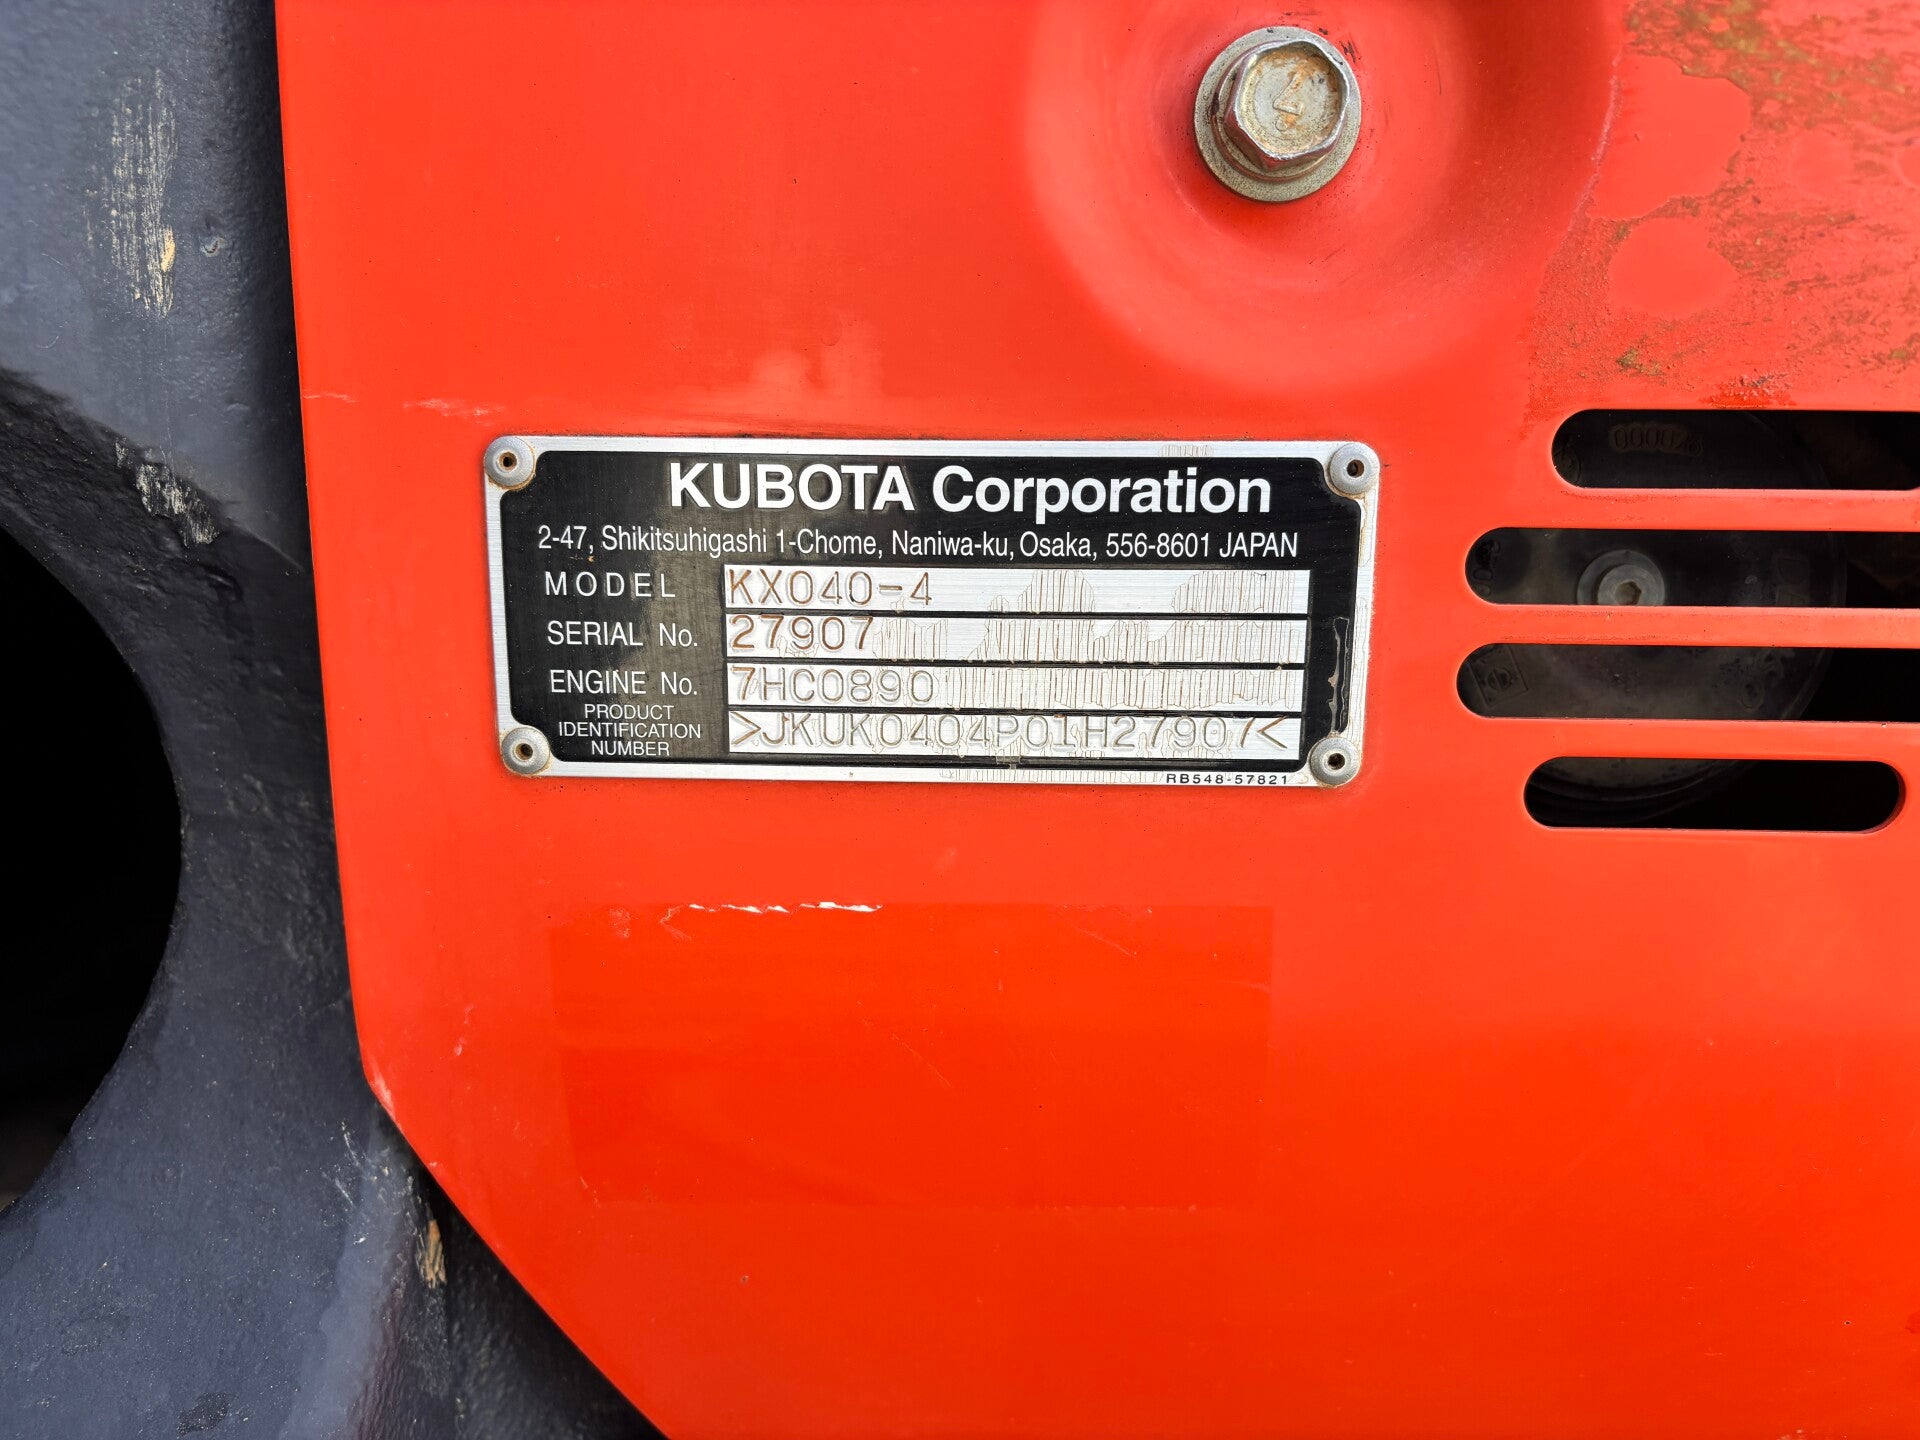 KUBOTA Corporation
2-47, Shikitsuhigashi 1-Chome, Naniwa-ku, Osaka, 556-8601 JAPAN
MODEL KX040-4
SERIAL No. 27907
ENGINE No. 7HC0890
PRODUCT IDENTIFICATION NUMBER >JKUK0404P01H27907<
RB548-57821